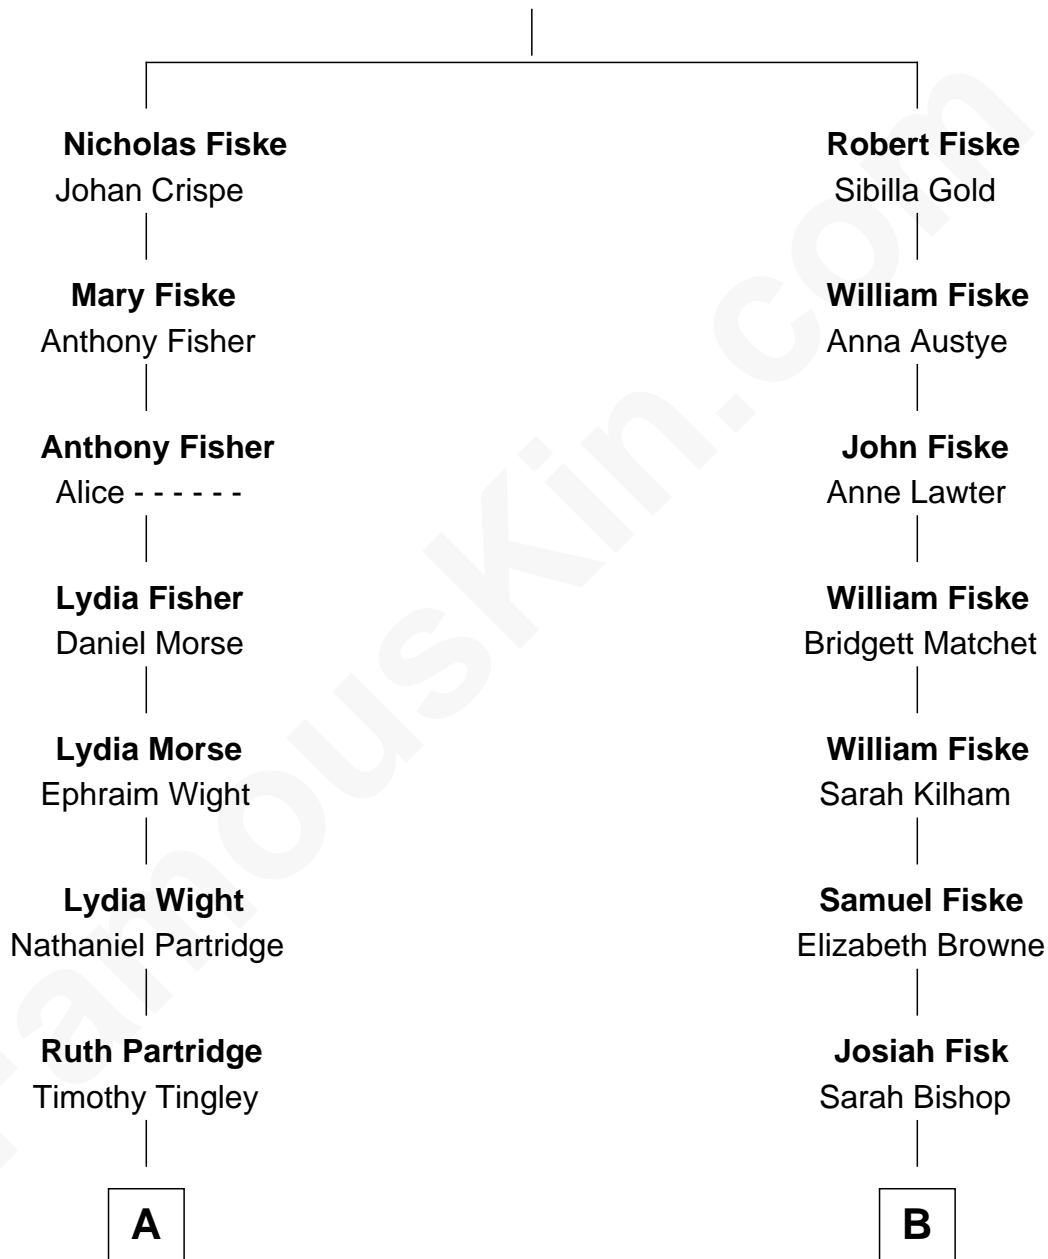 Nicholas Fiske
Johan Crispe
Mary Fiske
Anthony Fisher
Anthony Fisher
Alice - - - - - -
Lydia Fisher
Daniel Morse
Lydia Morse
Ephraim Wight
Lydia Wight
Nathaniel Partridge
Ruth Partridge
Timothy Tingley
A
Robert Fiske
Sibilla Gold
William Fiske
Anna Austye
John Fiske
Anne Lawter
William Fiske
Bridgett Matchet
William Fiske
Sarah Kilham
Samuel Fiske
Elizabeth Browne
Josiah Fisk
Sarah Bishop
B
FamousKin.com